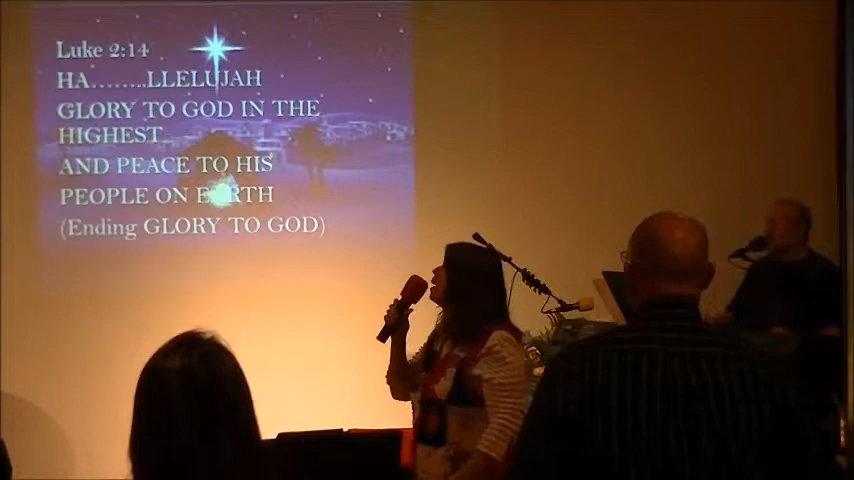 Luke 2:14
HA........LLELUJAH
GLORY TO GOD IN THE
HIGHEST
AND PEACE TO HIS
PEOPLE ON EARTH
(Ending GLORY TO GOD)